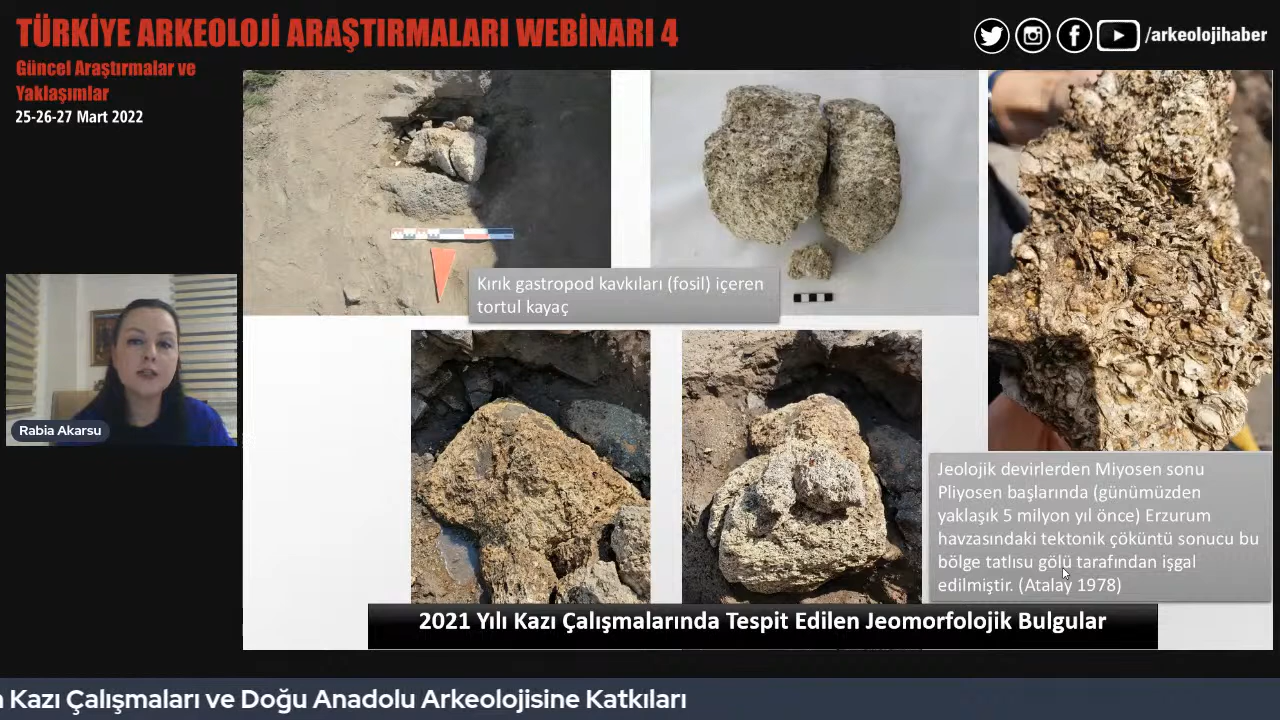 TÜRKİYE ARKEOLOJİ ARAŞTIRMALARI WEBİNARI 4
/arkeolojihaber
Güncel Araştırmalar ve
Yaklaşımlar
25-26-27 Mart 2022
Kırık gastropod kavkıları (fosil) içeren
tortul kayaç
Rabia Akarsu
Jeolojik devirlerden Miyosen sonu
Pliyosen başlarında (günümüzden
yaklaşık 5 milyon yıl önce) Erzurum
havzasındaki tektonik çöküntü sonucu bu
bölge tatlısu gölü tarafından işgal
edilmiştir. (Atalay 1978)
2021 Yılı Kazı Çalışmalarında Tespit Edilen Jeomorfolojik Bulgular
Kazı Çalışmaları ve Doğu Anadolu Arkeolojisine Katkıları